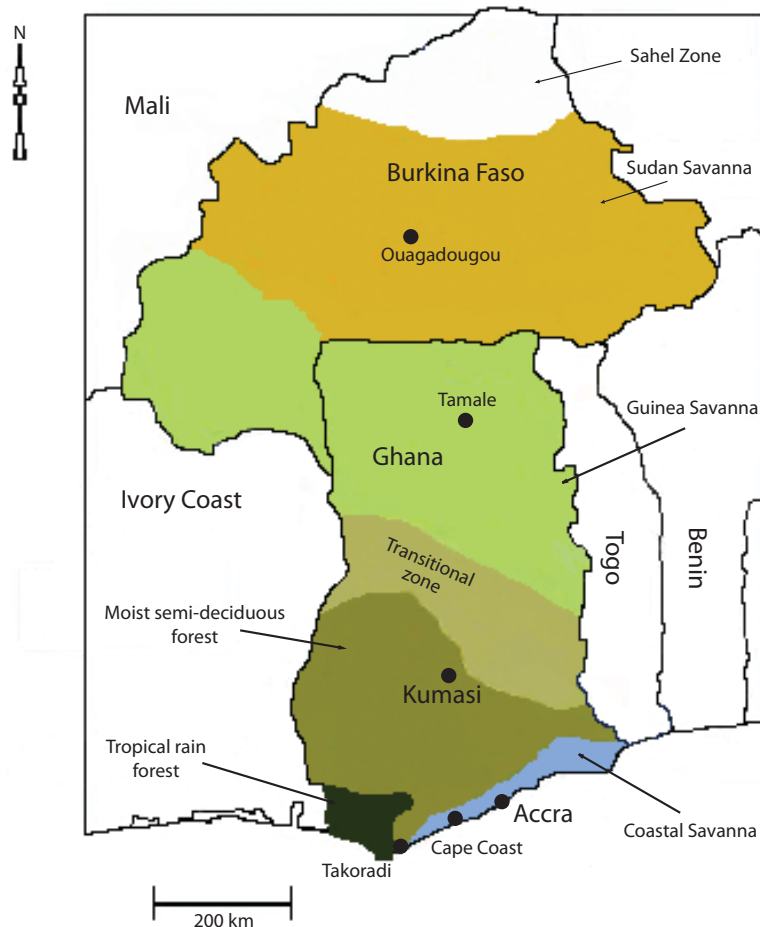 N
Sahel Zone
Mali
Burkina Faso
Sudan Savanna
Ouagadougou
Tamale
Guinea Savanna
Ghana
Ivory Coast
Transitional
zone
Togo
Benin
Moist semi-deciduous
forest
Kumasi
Tropical rain
forest
Accra
Coastal Savanna
Cape Coast
Takoradi
200 km